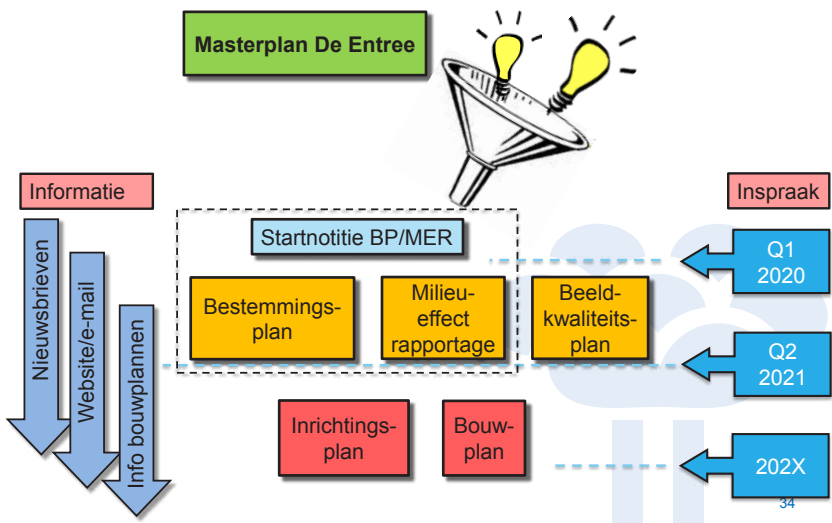 Masterplan De Entree
Informatie
Inspraak
Nieuwsbrieven
Website/e-mail
Info bouwplannen
Startnotitie BP/MER
Bestemmings-
plan
Milieu-
effect
rapportage
Beeld-
kwaliteits-
plan
Inrichtings-
plan
Bouw-
plan
Q1
2020
Q2
2021
202X
34